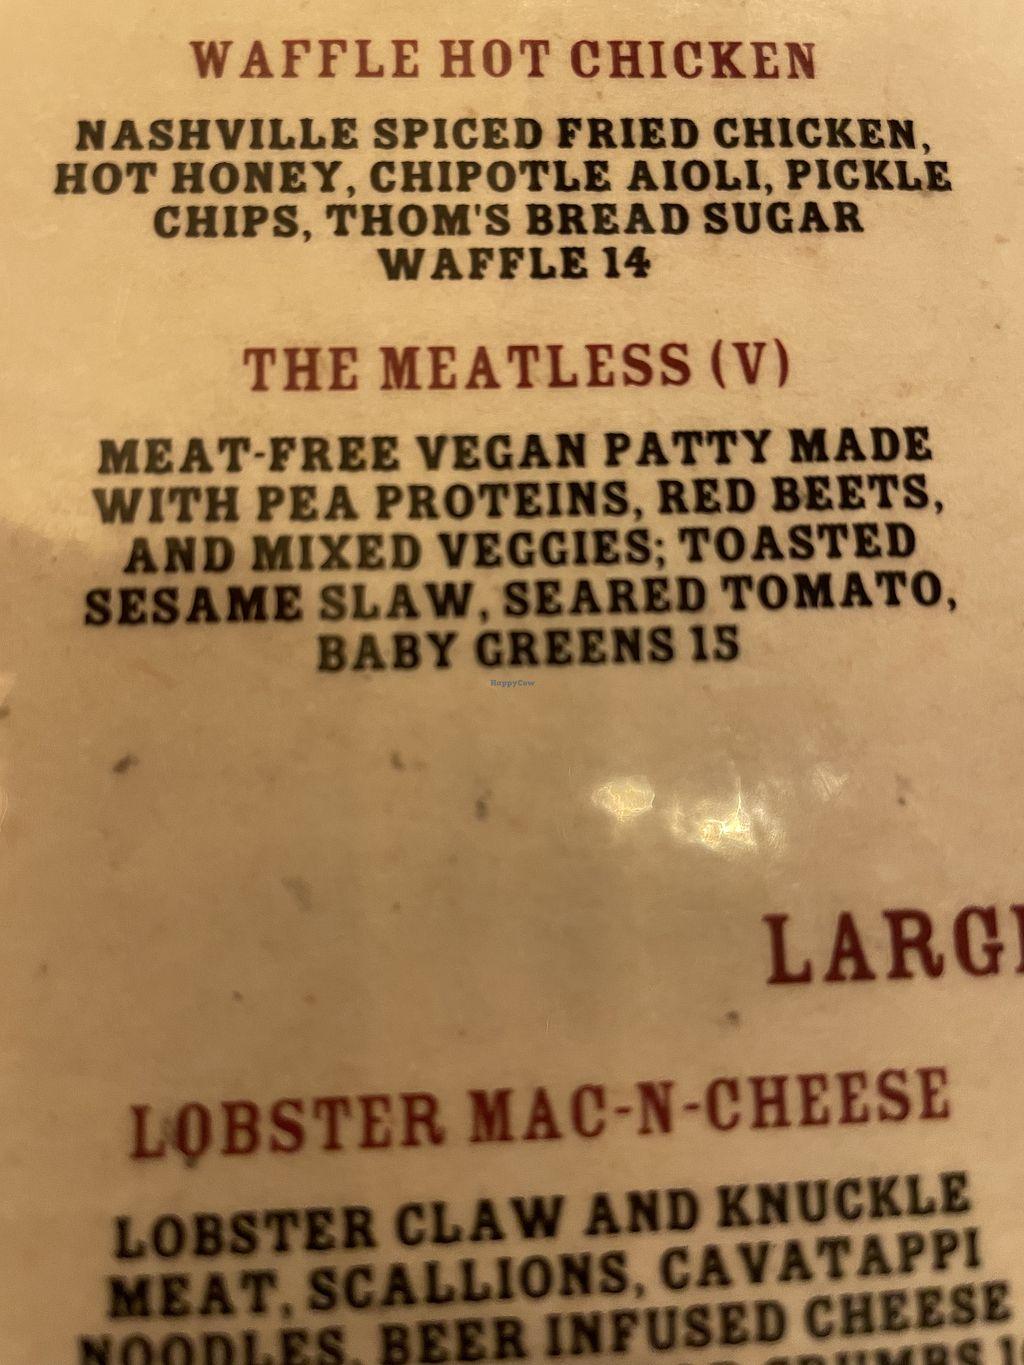 WAFFLE HOT CHICKEN
NASHVILLE SPICED FRIED CHICKEN,
HOT HONEY, CHIPOTLE AIOLI, PICKLE
CHIPS, THOM'S BREAD SUGAR
WAFFLE 14
THE MEATLESS (V)
MEAT-FREE VEGAN PATTY MADE
WITH PEA PROTEINS, RED BEETS,
AND MIXED VEGGIES; TOASTED
SESAME SLAW, SEARED TOMATO,
BABY GREENS 15
HappyCow
LARG
LOBSTER MAC-N-CHEESE
LOBSTER CLAW AND KNUCKLE
MEAT, SCALLIONS, CAVATAPPI
NOODLES, BEER INFUSED CHEESE